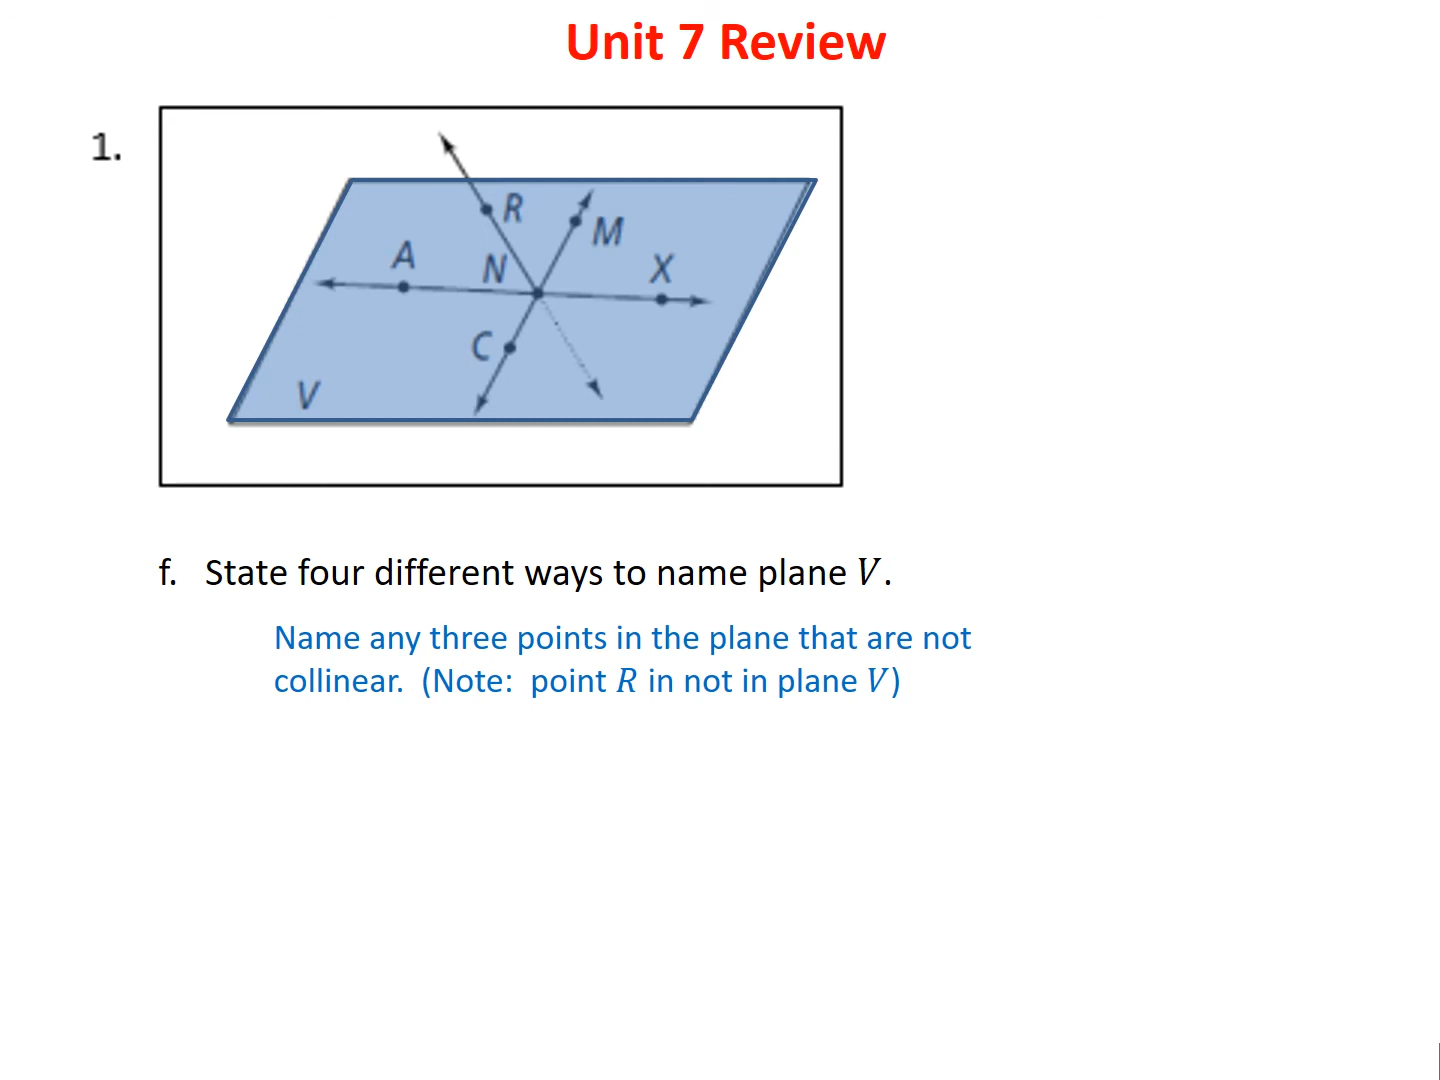 Unit 7 Review
1.
R
M
A
N
X
C
V
f. State four different ways to name plane V.
Name any three points in the plane that are not
collinear. (Note: point R in not in plane V)